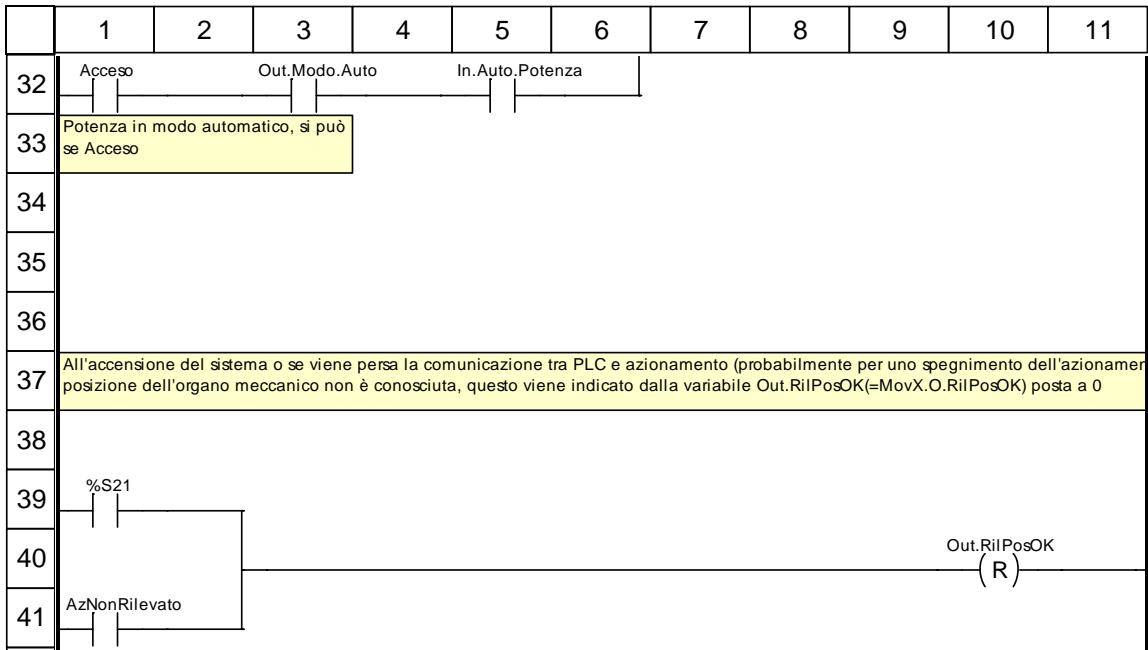 1 2 3 4 5 6 7 8 9 10 11
32
Acceso Out.Modo.Auto In.Auto.Potenza
33
Potenza in modo automatico, si può
se Acceso
34
35
36
37
All'accensione del sistema o se viene persa la comunicazione tra PLC e azionamento (probabilmente per uno spegnimento dell'azionamen
posizione dell'organo meccanico non è conosciuta, questo viene indicato dalla variabile Out.RilPosOK(=MovX.O.RilPosOK) posta a 0
38
39
%S21
40
Out.RilPosOK
R
41
AzNonRilevato